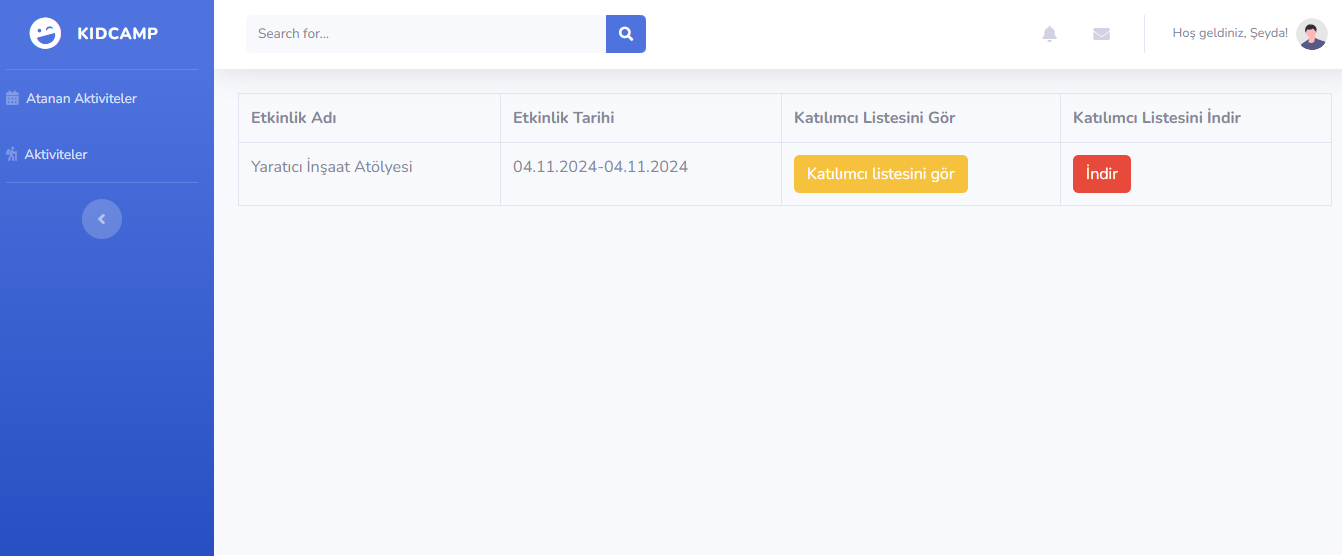 KIDCAMP
Search for...
Hoş geldiniz, Şeyda!
Atanan Aktiviteler
Aktiviteler
Etkinlik Adı Etkinlik Tarihi Katılımcı Listesini Gör Katılımcı Listesini İndir
Yaratıcı İnşaat Atölyesi 04.11.2024-04.11.2024 Katılımcı listesini gör İndir